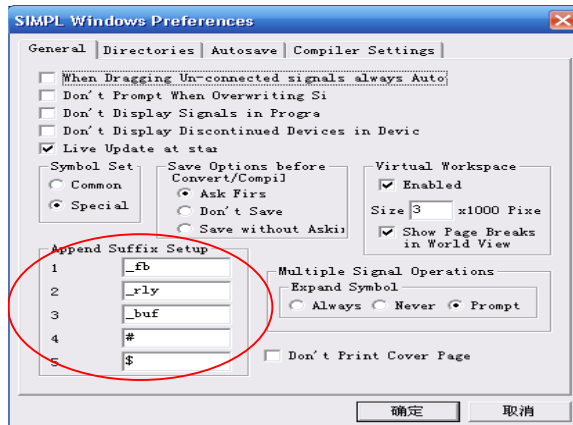 SIMPL Windows Preferences
General Directories Autosave Compiler Settings
When Dragging Un-connected signals always Auto
Don't Prompt When Overwriting Si
Don't Display Signals in Progra
Don't Display Discontinued Devices in Devic
Live Update at star
Symbol Set
Common
Special
Save Options before
Convert/Compil
Ask Firs
Don't Save
Save without Askin
Virtual Workspace
Enabled
Size 3 x1000 Pixe
Show Page Breaks
in World View
Append Suffix Setup
1 _fb
2 _rly
3 _buf
4 #
5 $
Multiple Signal Operations
Expand Symbol
Always Never Prompt
Don't Print Cover Page
确定 取消